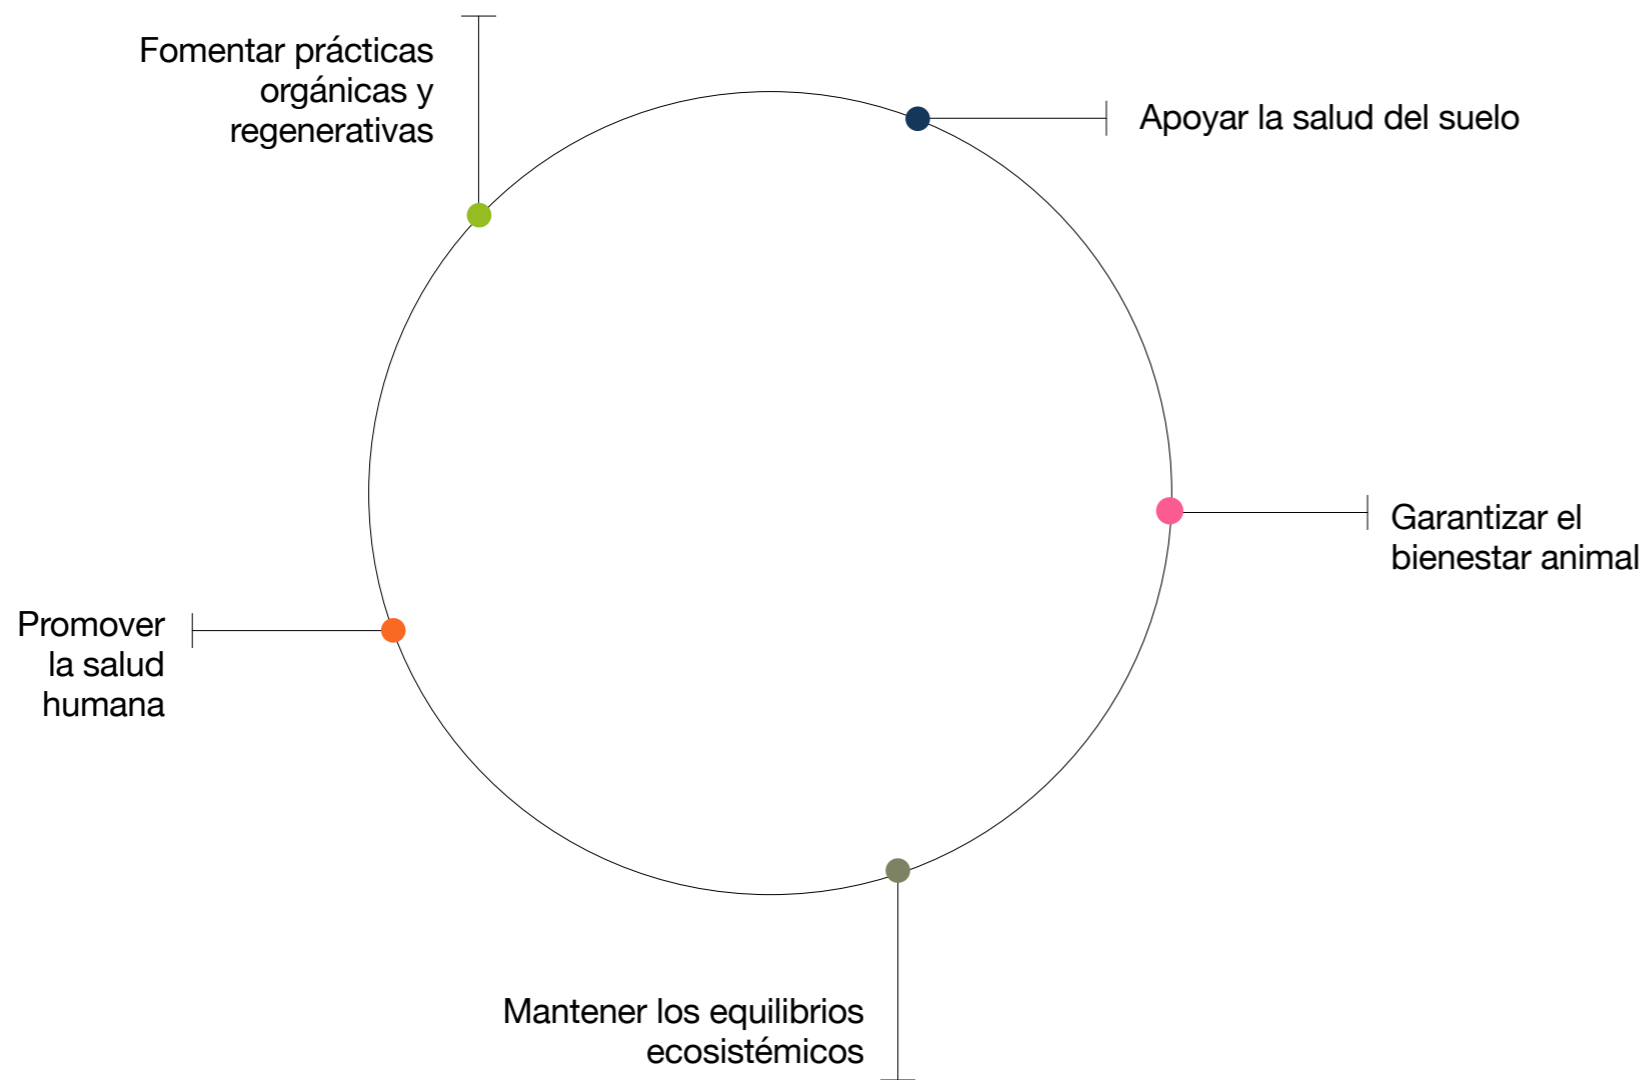 Fomentar prácticas
orgánicas y
regenerativas
Apoyar la salud del suelo
Garantizar el
bienestar animal
Promover
la salud
humana
Mantener los equilibrios
ecosistémicos